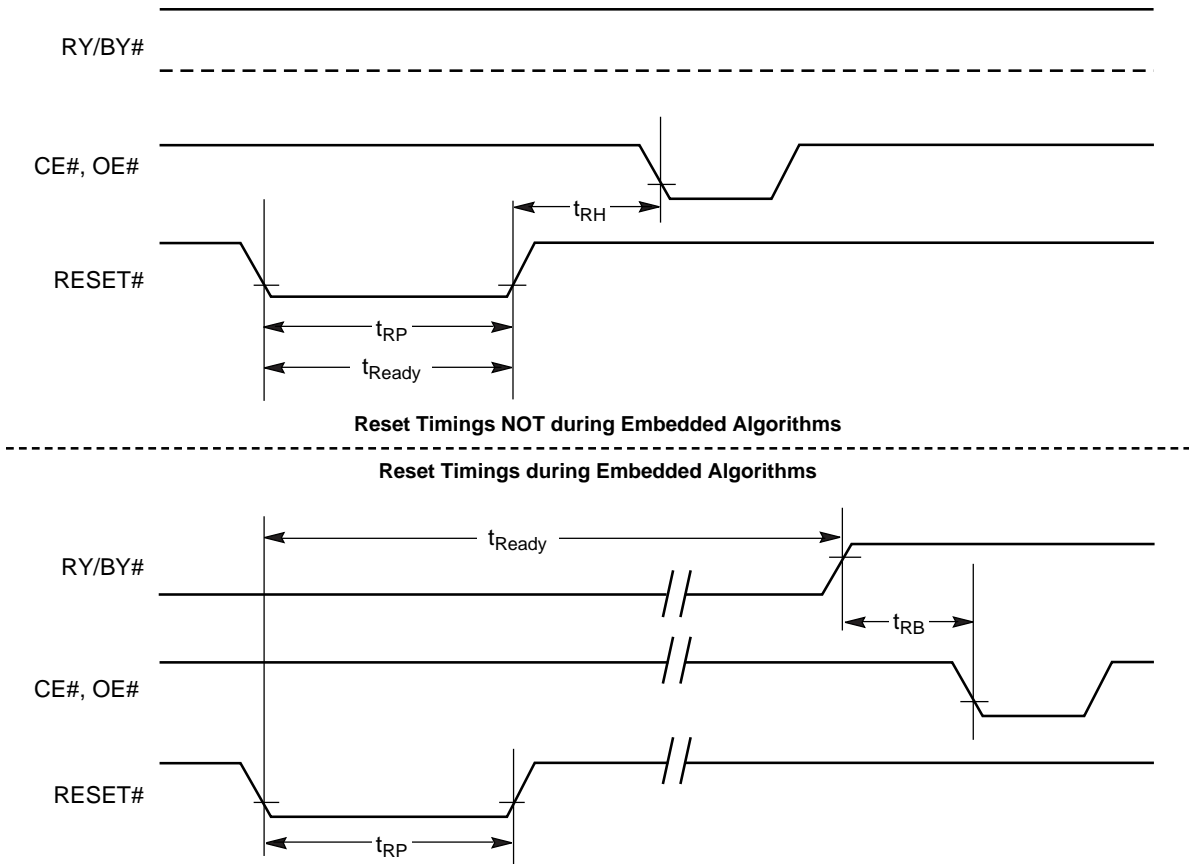 RY/BY#
CE#, OE#
tRH
RESET#
tRP
tReady
Reset Timings NOT during Embedded Algorithms
Reset Timings during Embedded Algorithms
tReady
RY/BY#
tRB
CE#, OE#
RESET#
tRP